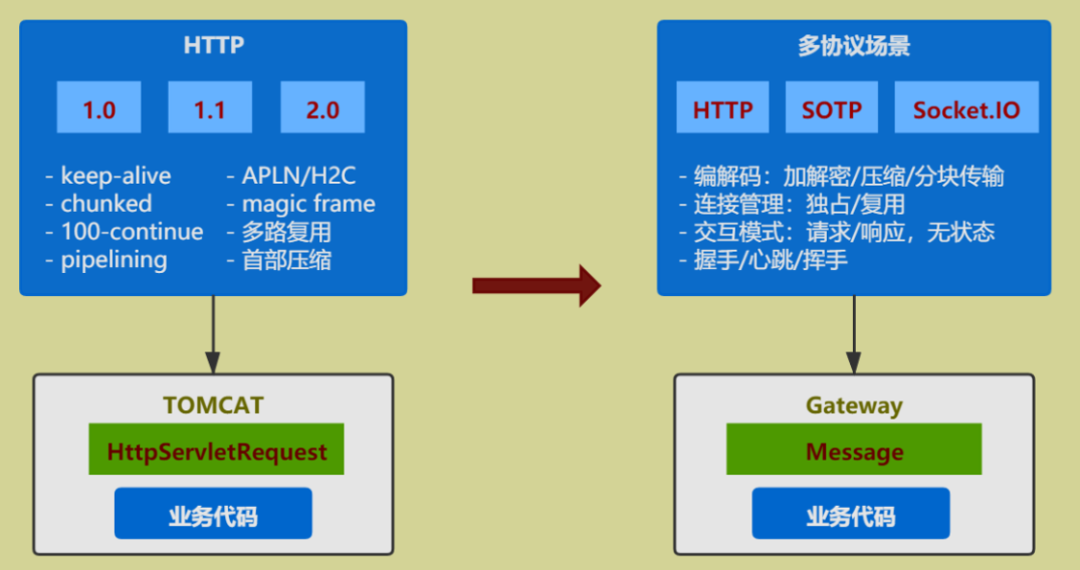 HTTP
1.0 1.1 2.0
- keep-alive
- chunked
- 100-continue
- pipelining
- APLN/H2C
- magic frame
- 多路复用
- 首部压缩
TOMCAT
HttpServletRequest
业务代码
多协议场景
HTTP SOTP Socket.IO
- 编解码：加解密/压缩/分块传输
- 连接管理：独占/复用
- 交互模式：请求/响应，无状态
- 握手/心跳/挥手
Gateway
Message
业务代码